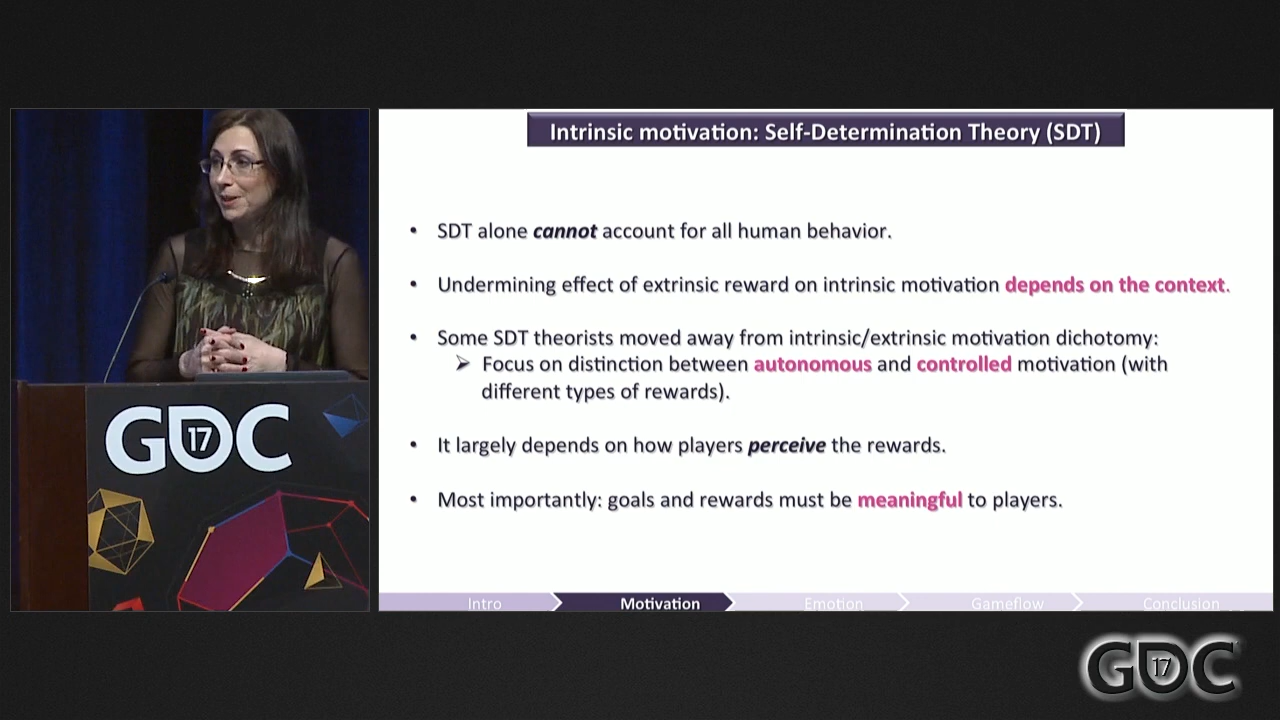 Intrinsic motivation: Self-Determination Theory (SDT)
• SDT alone cannot account for all human behavior.
• Undermining effect of extrinsic reward on intrinsic motivation depends on the context.
• Some SDT theorists moved away from intrinsic/extrinsic motivation dichotomy:
➢ Focus on distinction between autonomous and controlled motivation (with
different types of rewards).
• It largely depends on how players perceive the rewards.
• Most importantly: goals and rewards must be meaningful to players.
Intro
Motivation
Emotion
Gameflow
Conclusion
GDC 17
GDC 17